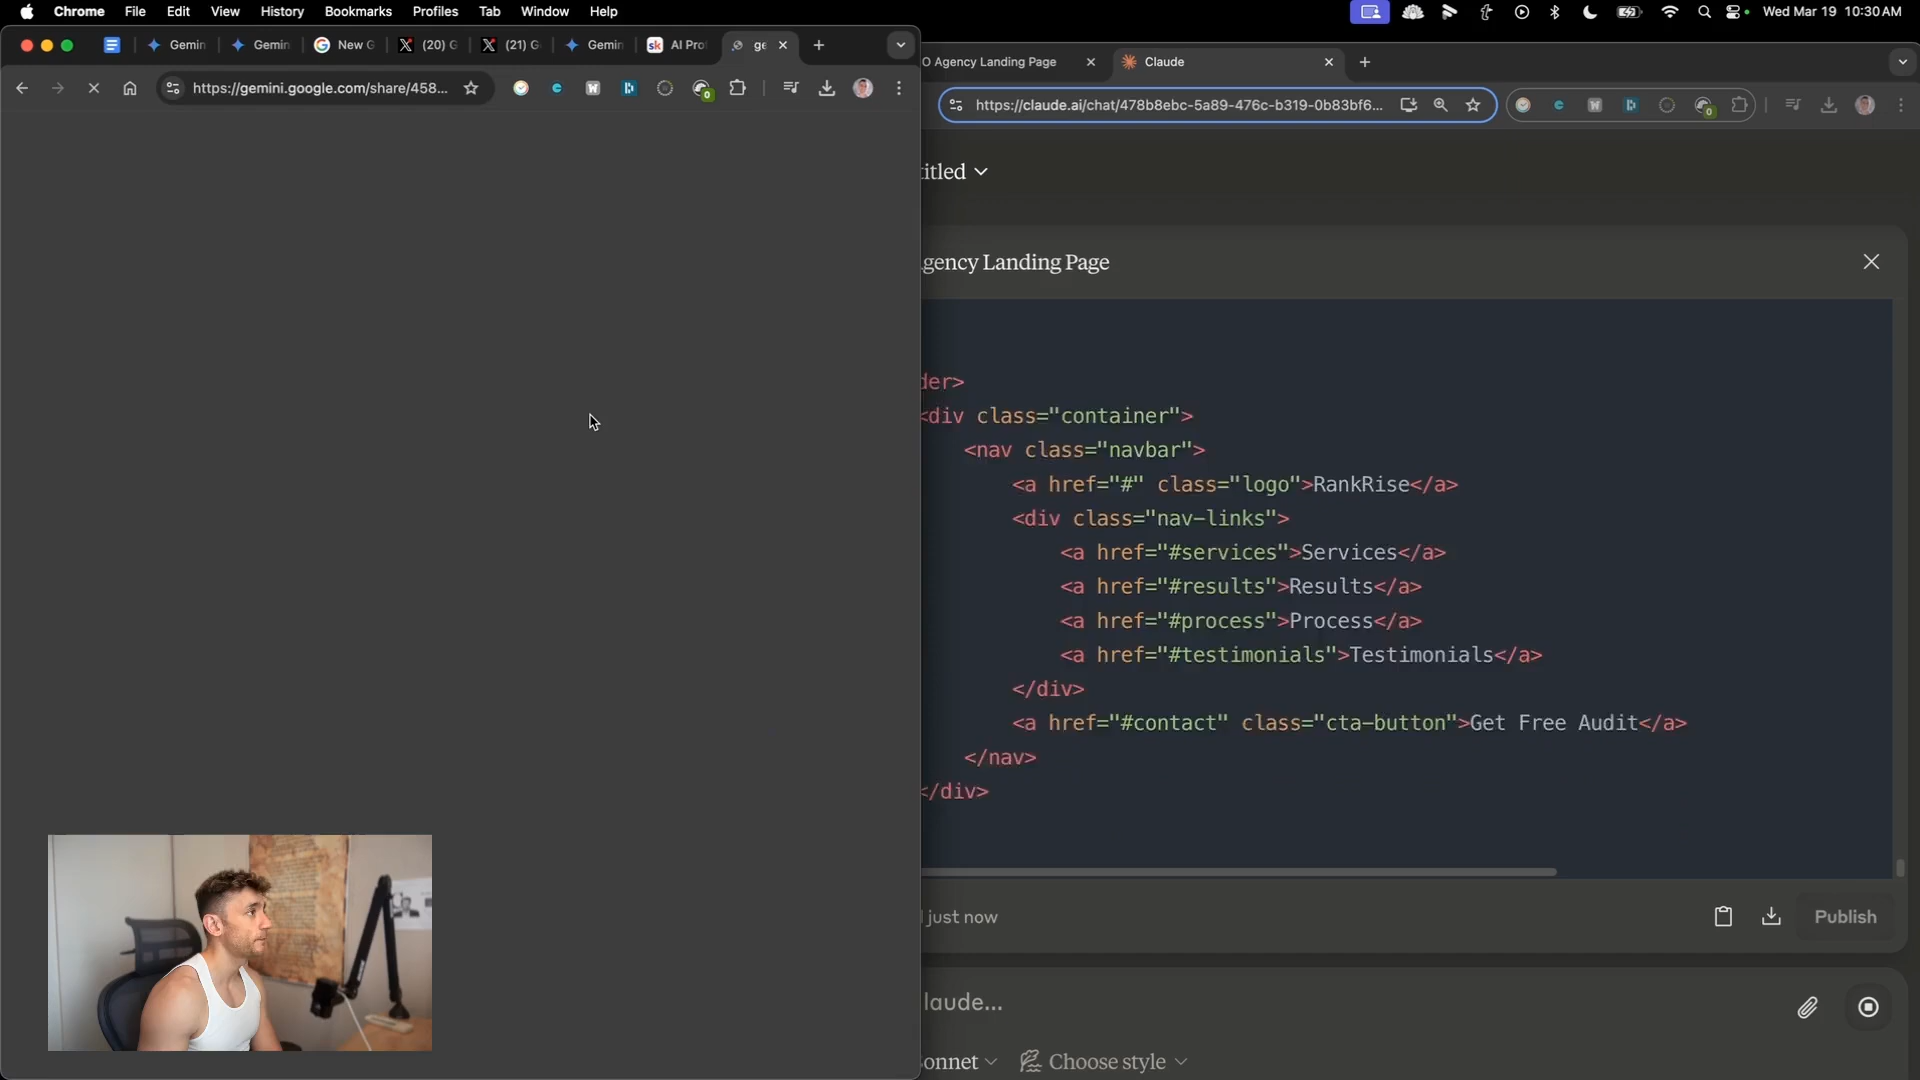 Chrome File Edit View History Bookmarks Profiles Tab Window Help
Wed Mar 19 10:30 AM
Gemin
Gemin
New G
(20) G
(21) G
Gemin
sk AI Pro
ge
https://gemini.google.com/share/458...
O Agency Landing Page
Claude
https://claude.ai/chat/478b8ebc-5a89-476c-b319-0b83bf6...
titled
gency Landing Page
der>
<div class="container">
<nav class="navbar">
<a href="#" class="logo">RankRise</a>
<div class="nav-links">
<a href="#services">Services</a>
<a href="#results">Results</a>
<a href="#process">Process</a>
<a href="#testimonials">Testimonials</a>
</div>
<a href="#contact" class="cta-button">Get Free Audit</a>
</nav>
</div>
just now
Publish
laude...
onnet
Choose style